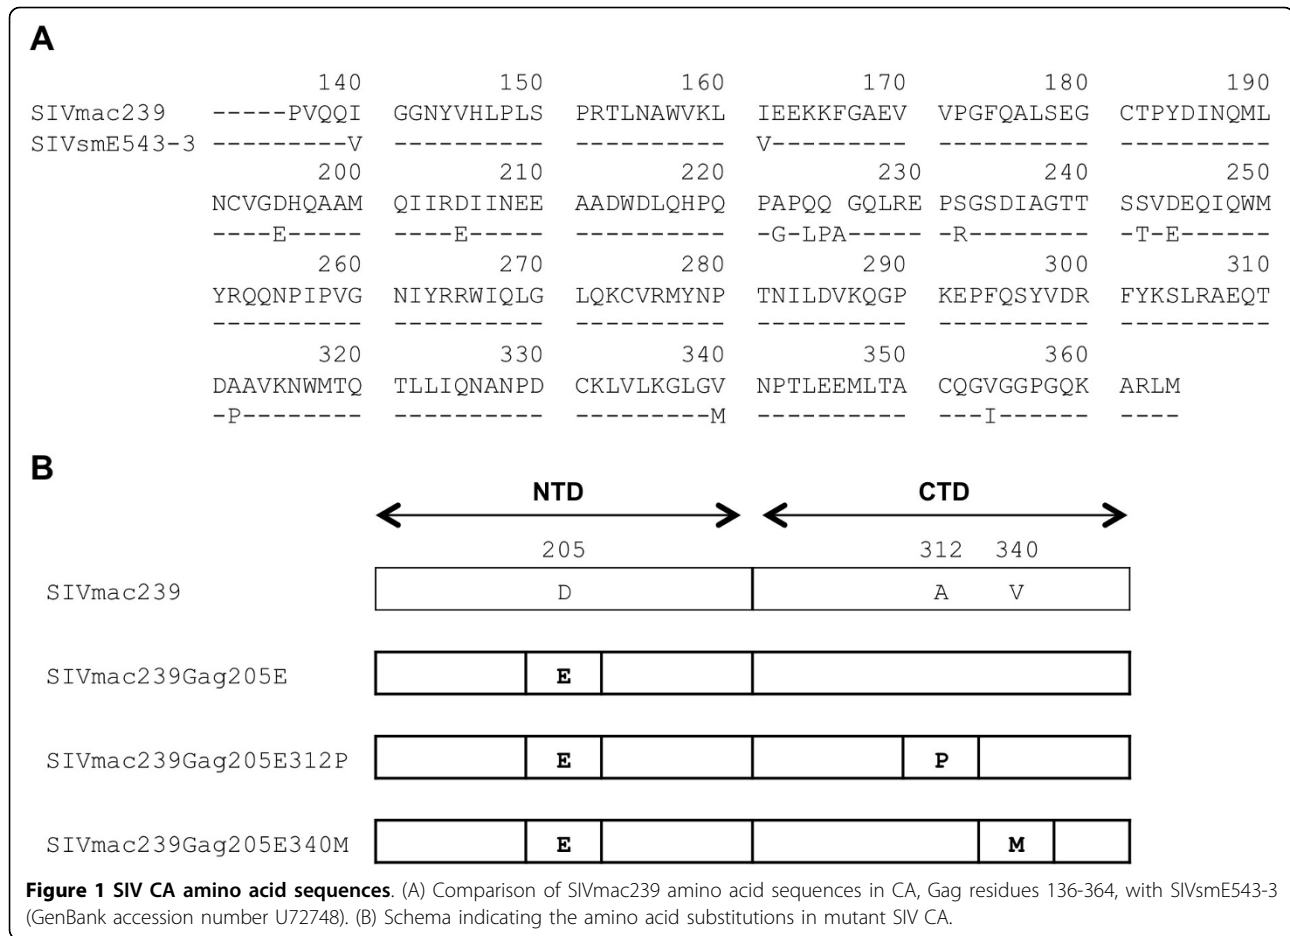 A
140 150 160 170 180 190
SIVmac239 -----PVQQI GGNYVHLPLS PRTLNAWVKL IEEKKFGAEV VPGFQALSEG CTPYDINQML
SIVsmE543-3 ---------V ---------- ---------- V--------- ---------- ----------
200 210 220 230 240 250
NCVGDHQAAM QIIRDIINEE AADWDLQHPQ PAPQQ GQLRE PSGSDIAGTT SSVDEQIQWM
----E----- ----E----- ---------- -G-LPA----- -R-------- -T-E------
260 270 280 290 300 310
YRQQNPIPVG NIYRRWIQLG LQKCVRMYNP TNILDVKQGP KEPFQSYVDR FYKSLRAEQT
---------- ---------- ---------- ---------- ---------- ----------
320 330 340 350 360
DAAVKNWMTQ TLLIQNANPD CKLVLKGLGV NPTLEEMLTA CQGVGGPGQK ARLM
-P-------- ---------- ---------M ---------- ---I------ ----
B
NTD CTD
205 312 340
SIVmac239 D A V
SIVmac239Gag205E E
SIVmac239Gag205E312P E P
SIVmac239Gag205E340M E M
Figure 1 SIV CA amino acid sequences. (A) Comparison of SIVmac239 amino acid sequences in CA, Gag residues 136-364, with SIVsmE543-3
(GenBank accession number U72748). (B) Schema indicating the amino acid substitutions in mutant SIV CA.